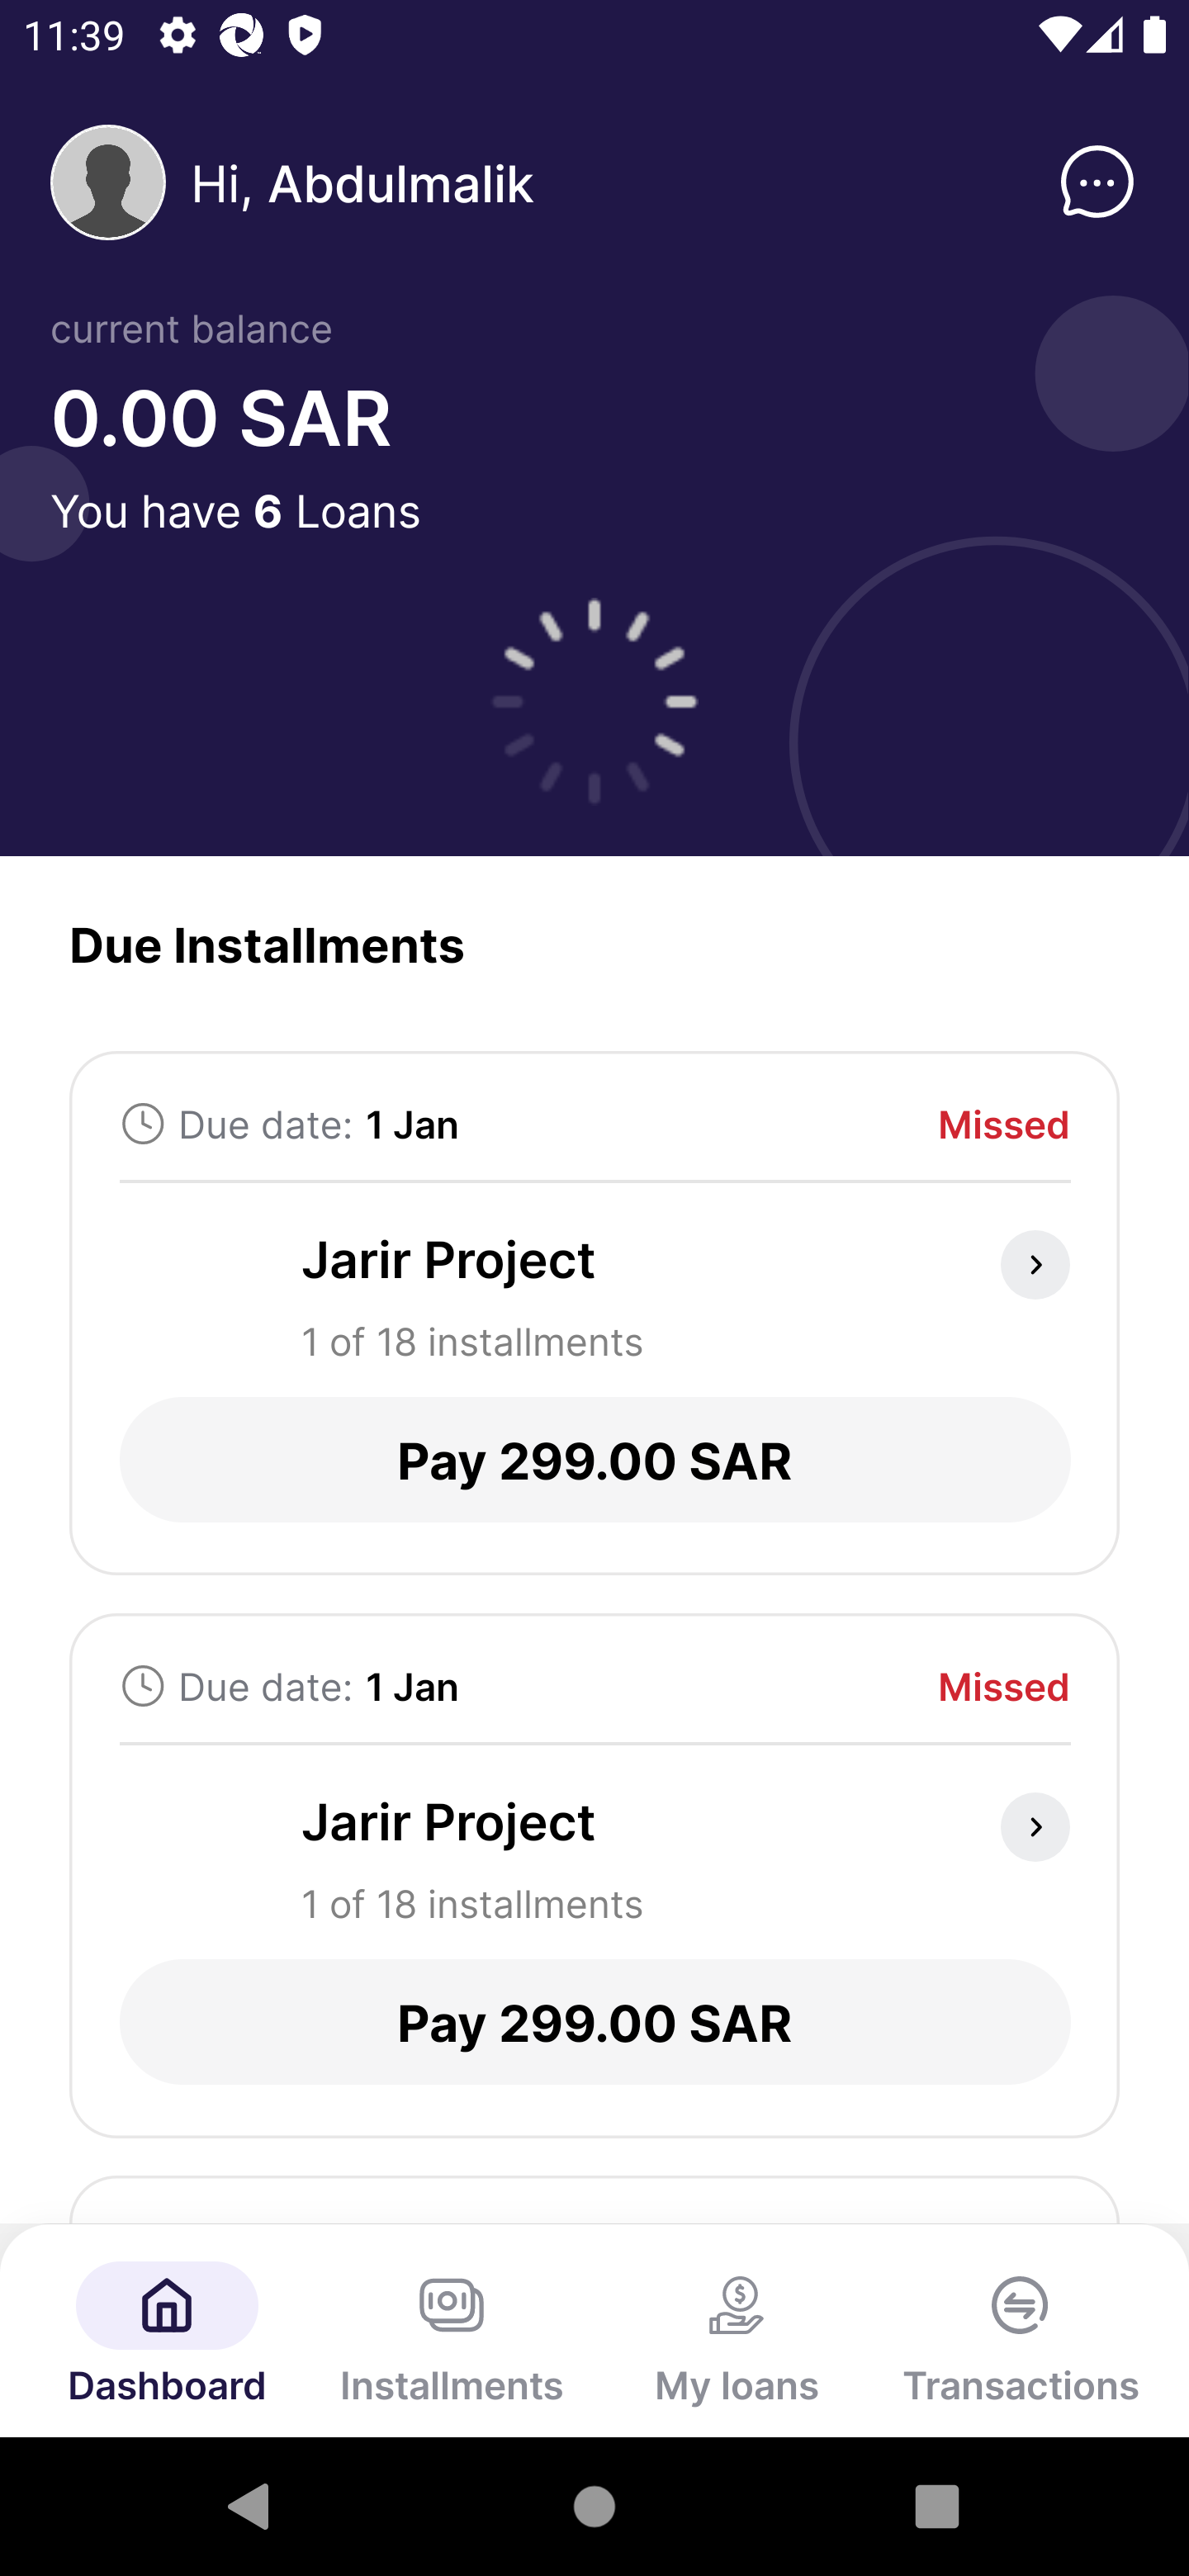 11:39
Hi, Abdulmalik
current balance
0.00 SAR
You have 6 Loans
Due Installments
Due date: 1 Jan
Missed
Jarir Project
1 of 18 installments
Pay 299.00 SAR
Due date: 1 Jan
Missed
Jarir Project
1 of 18 installments
Pay 299.00 SAR
Dashboard
Installments
My loans
Transactions